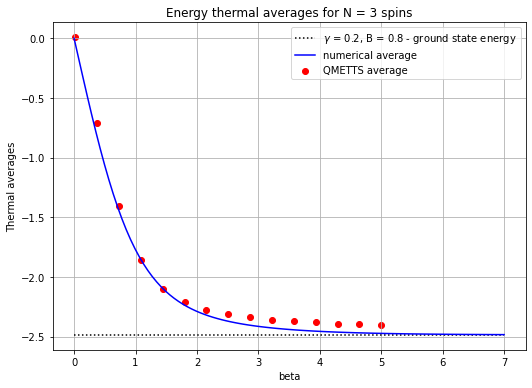 Energy thermal averages for N = 3 spins
γ = 0.2, B = 0.8 - ground state energy
numerical average
QMETTS average
Thermal averages
0.0
−0.5
−1.0
−1.5
−2.0
−2.5
0 1 2 3 4 5 6 7
beta